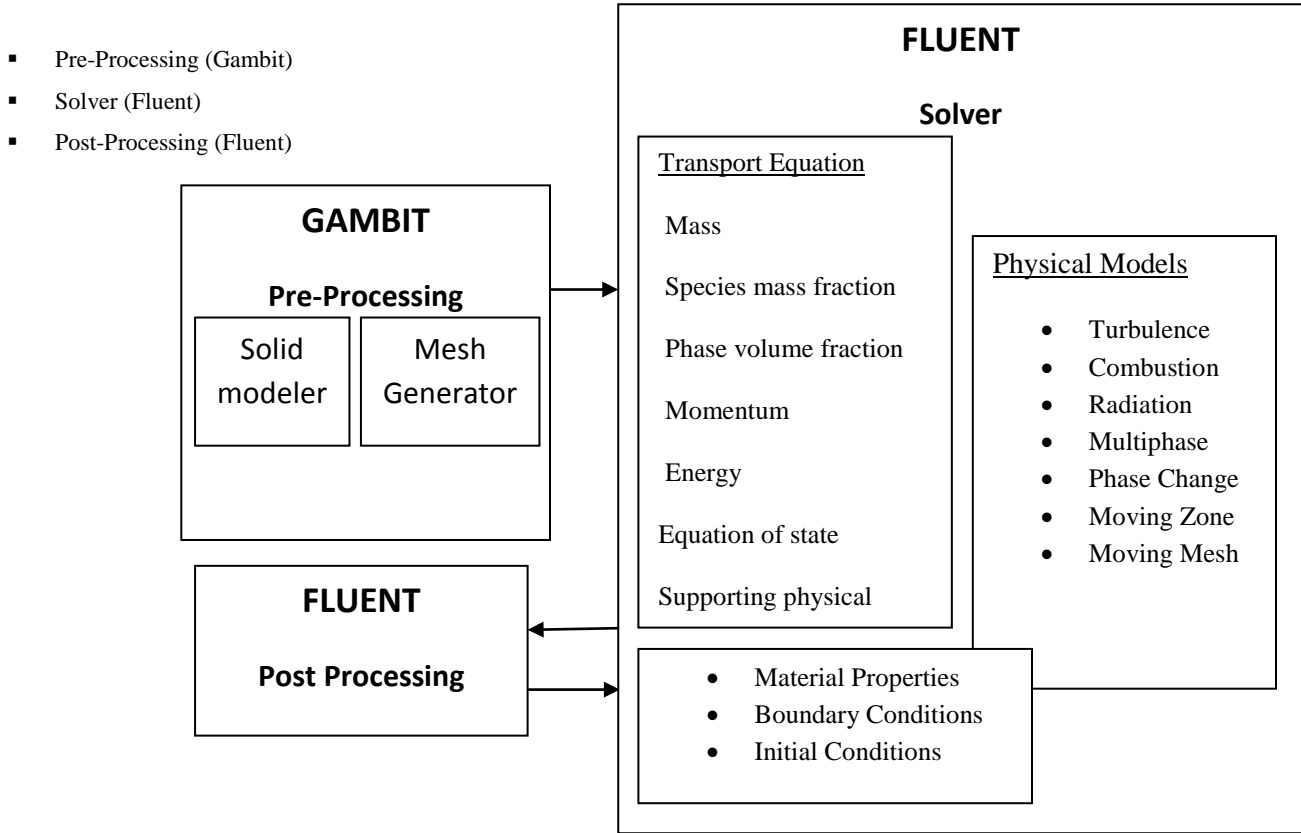 ▪ Pre-Processing (Gambit)
▪ Solver (Fluent)
▪ Post-Processing (Fluent)
GAMBIT
Pre-Processing
Solid
modeler
Mesh
Generator
FLUENT
Post Processing
FLUENT
Solver
Transport Equation
Mass
Species mass fraction
Phase volume fraction
Momentum
Energy
Equation of state
Supporting physical
Physical Models
• Turbulence
• Combustion
• Radiation
• Multiphase
• Phase Change
• Moving Zone
• Moving Mesh
• Material Properties
• Boundary Conditions
• Initial Conditions